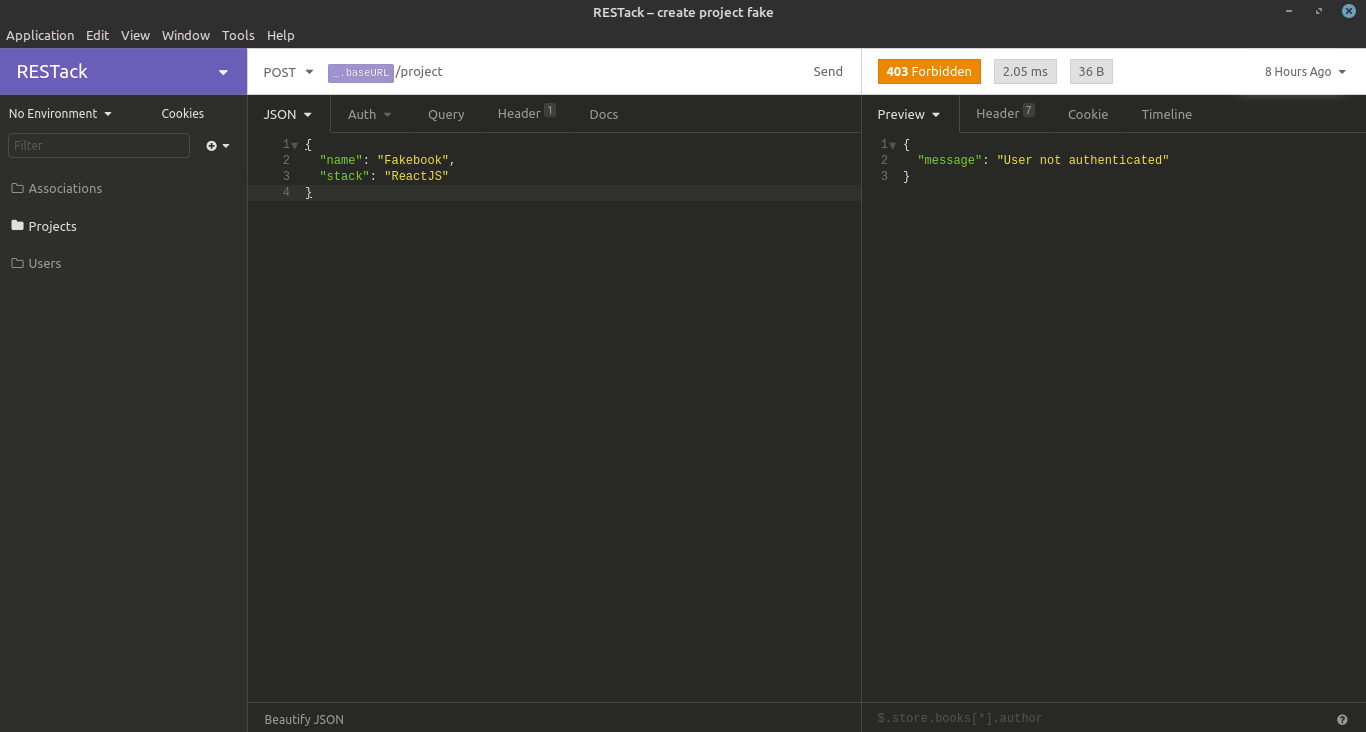 RESTack – create project fake
Application Edit View Window Tools Help
RESTack
POST _.baseURL/project Send
403 Forbidden 2.05 ms 36 B 8 Hours Ago
No Environment Cookies
JSON Auth Query Header 1 Docs
Preview Header 7 Cookie Timeline
Filter
Associations
Projects
Users
1 {
2 "name": "Fakebook",
3 "stack": "ReactJS"
4 }
1 {
2 "message": "User not authenticated"
3 }
Beautify JSON
$.store.books[*].author